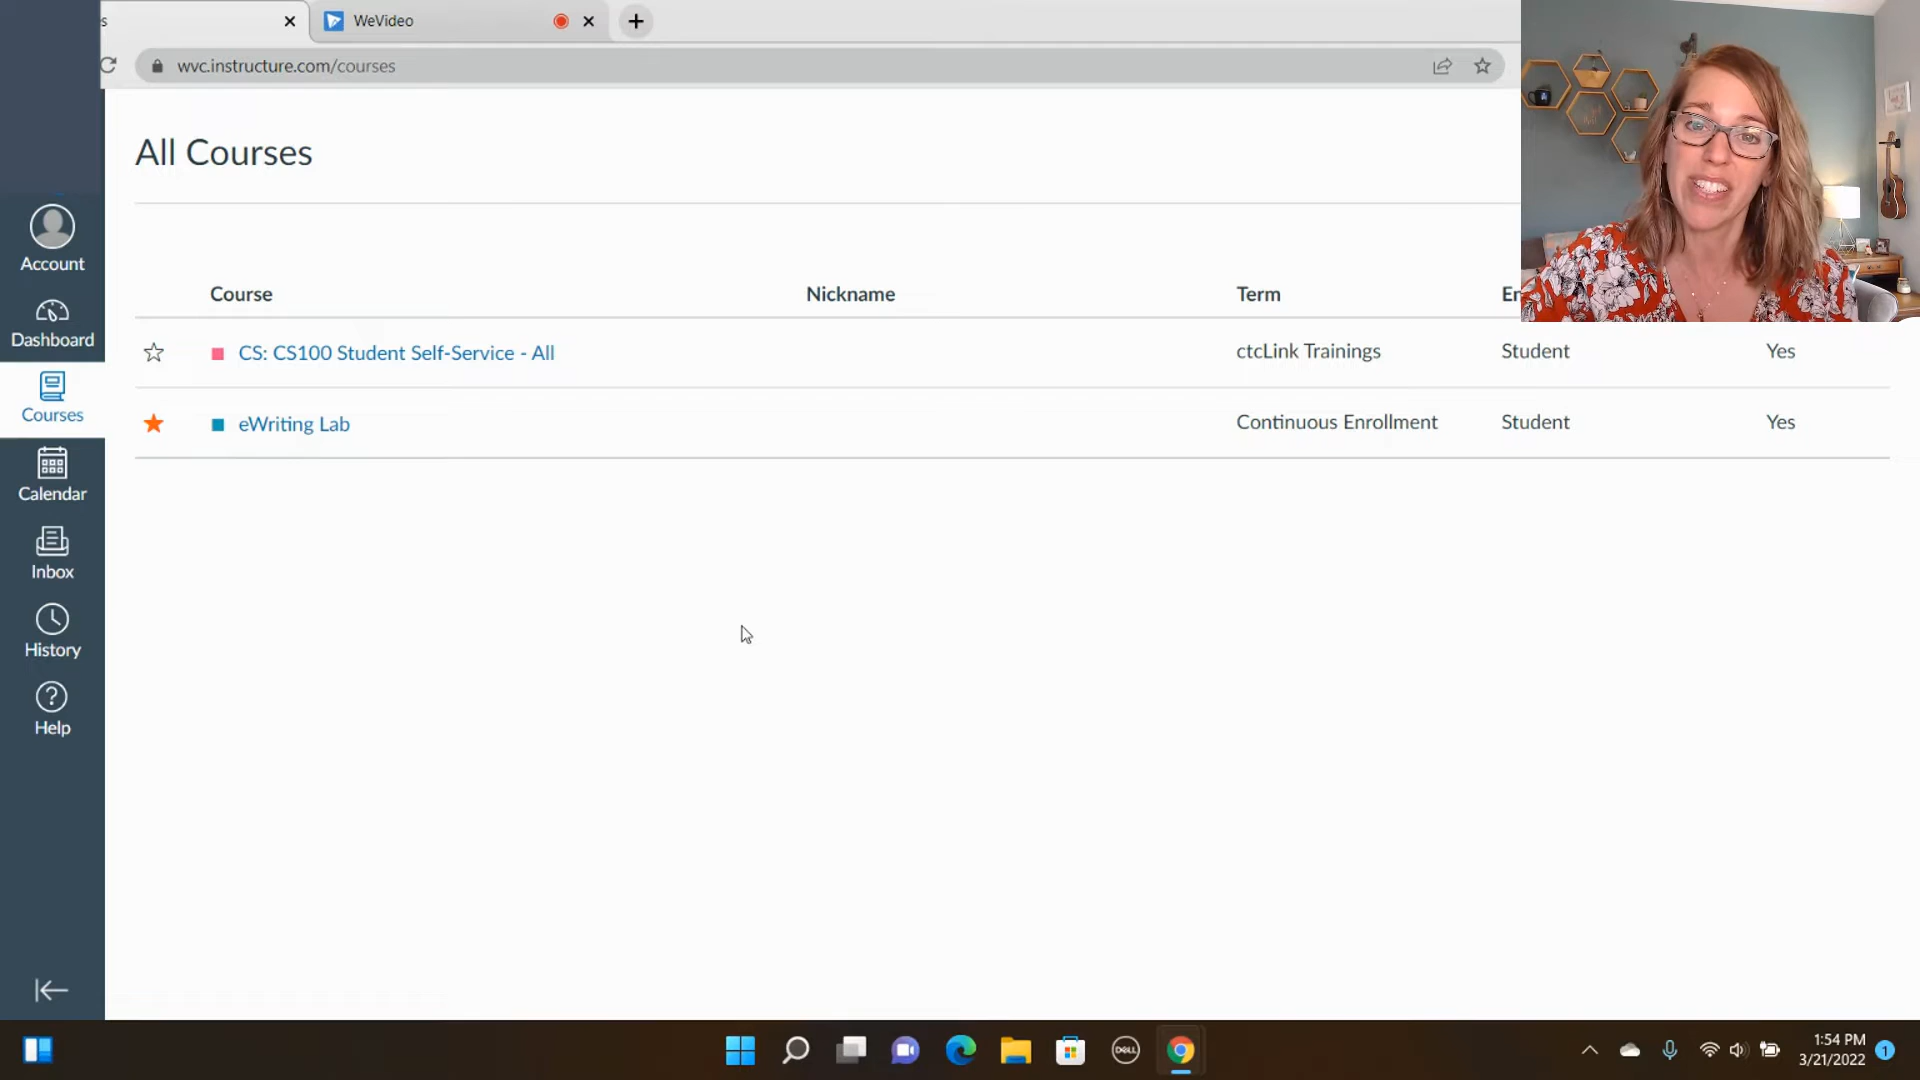 s
WeVideo
wvc.instructure.com/courses
All Courses
Account
Dashboard
Courses
Calendar
Inbox
History
Help
Course Nickname Term
CS: CS100 Student Self-Service - All ctcLink Trainings Student Yes
eWriting Lab Continuous Enrollment Student Yes
DELL
1:54 PM
3/21/2022
1